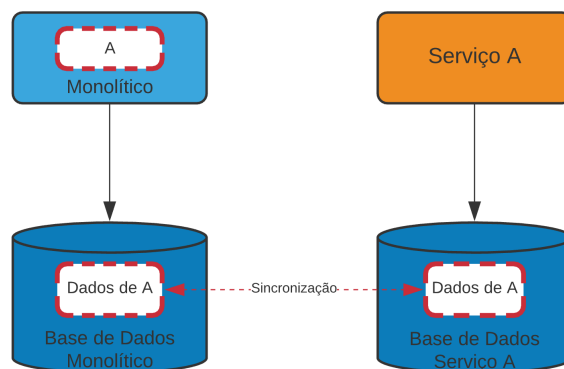 A
Monolítico
Serviço A
Dados de A
Sincronização
Dados de A
Base de Dados
Monolítico
Base de Dados
Serviço A